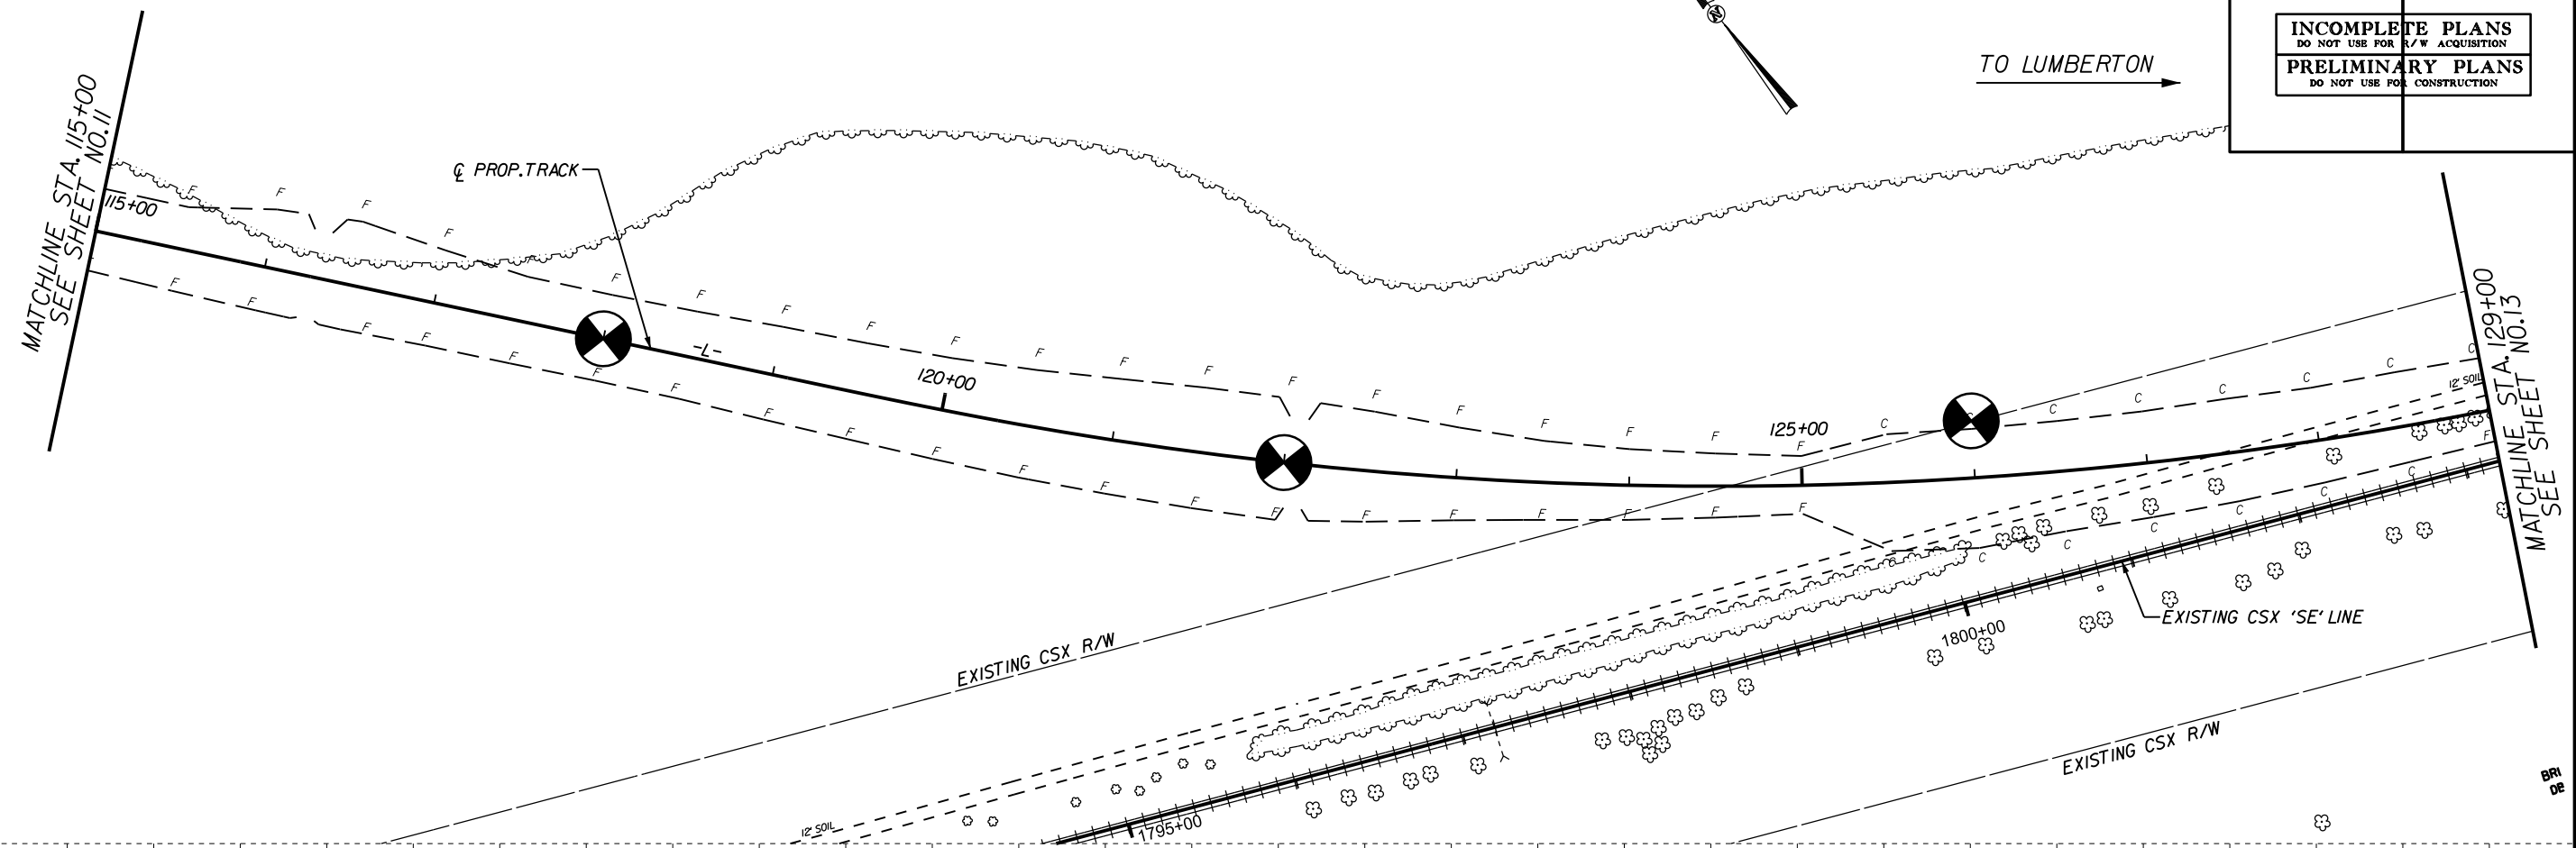 INCOMPLETE PLANS
DO NOT USE FOR R/W ACQUISITION
PRELIMINARY PLANS
DO NOT USE FOR CONSTRUCTION
TO LUMBERTON
N
MATCHLINE STA. 115+00
SEE SHEET NO.11
115+00
℄ PROP.TRACK
-L-
120+00
125+00
MATCHLINE STA. 129+00
SEE SHEET NO.13
12' SOIL
EXISTING CSX R/W
EXISTING CSX 'SE' LINE
1800+00
EXISTING CSX R/W
1795+00
12' SOIL
BRI
DB
F F F F F F F F F F F F F F F F F F F F C C C C C C C C
F F F F F F F F F F F F F F F F F F F F C C C C C C C F